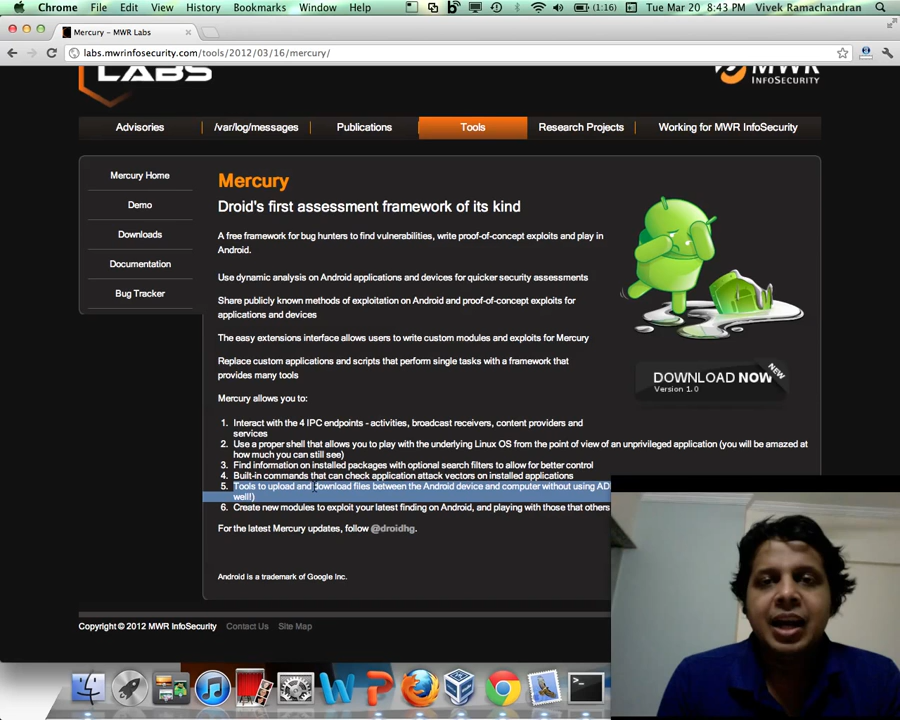 Chrome File Edit View History Bookmarks Window Help (1:16) Tue Mar 20 8:43 PM Vivek Ramachandran
Mercury – MWR Labs
labs.mwrinfosecurity.com/tools/2012/03/16/mercury/
LABS
MWR
INFOSECURITY
Advisories /var/log/messages Publications Tools Research Projects Working for MWR InfoSecurity
Mercury Home
Demo
Downloads
Documentation
Bug Tracker
Mercury
Droid's first assessment framework of its kind
A free framework for bug hunters to find vulnerabilities, write proof-of-concept exploits and play in
Android.
Use dynamic analysis on Android applications and devices for quicker security assessments
Share publicly known methods of exploitation on Android and proof-of-concept exploits for
applications and devices
The easy extensions interface allows users to write custom modules and exploits for Mercury
Replace custom applications and scripts that perform single tasks with a framework that
provides many tools
Mercury allows you to:
1. Interact with the 4 IPC endpoints - activities, broadcast receivers, content providers and
services
2. Use a proper shell that allows you to play with the underlying Linux OS from the point of view of an unprivileged application (you will be amazed at
how much you can still see)
3. Find information on installed packages with optional search filters to allow for better control
4. Built-in commands that can check application attack vectors on installed applications
5. Tools to upload and download files between the Android device and computer without using AD
well!)
6. Create new modules to exploit your latest finding on Android, and playing with those that others
For the latest Mercury updates, follow @droidhg.
Android is a trademark of Google Inc.
DOWNLOAD NOW
NEW
Version 1.0
Copyright © 2012 MWR InfoSecurity Contact Us Site Map